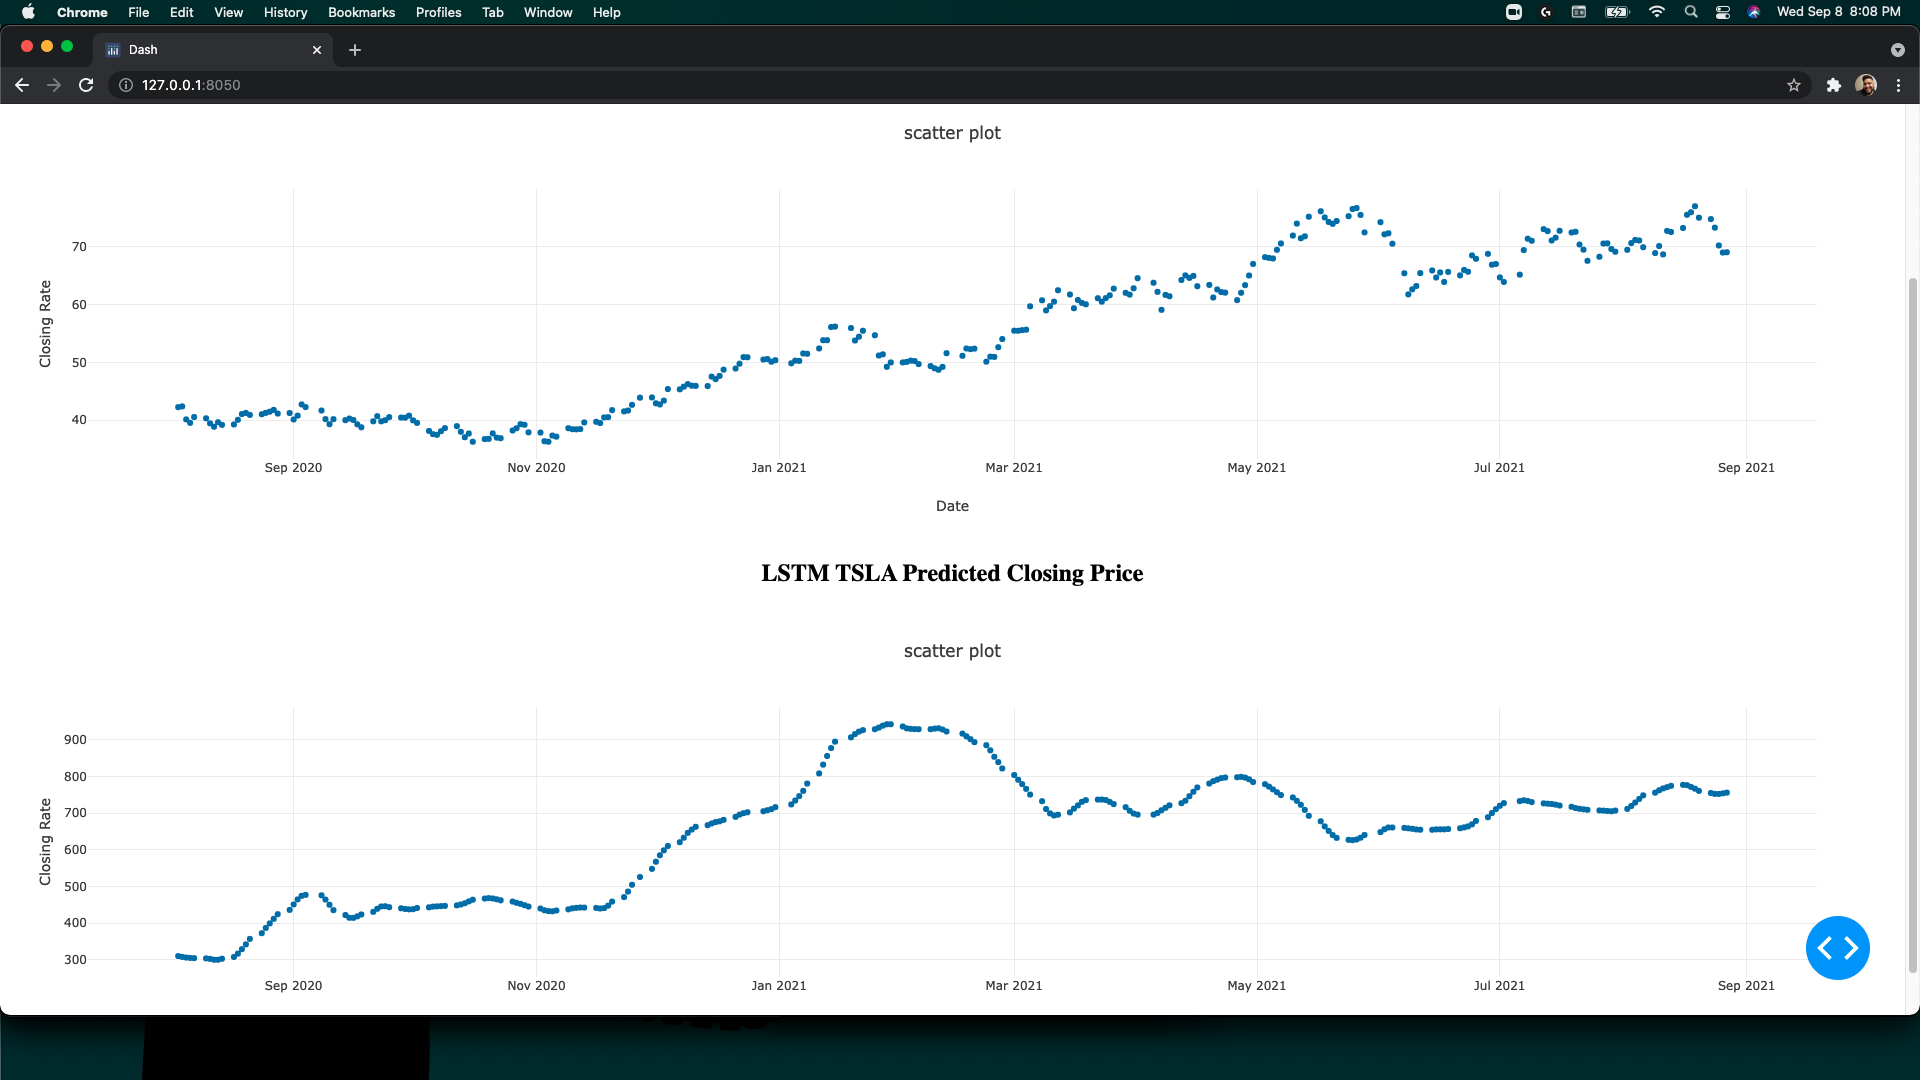 Chrome File Edit View History Bookmarks Profiles Tab Window Help Wed Sep 8 8:08 PM
Dash
127.0.0.1:8050
scatter plot
70
60
50
40
Closing Rate
Sep 2020 Nov 2020 Jan 2021 Mar 2021 May 2021 Jul 2021 Sep 2021
Date
LSTM TSLA Predicted Closing Price
scatter plot
900
800
700
600
500
400
300
Closing Rate
Sep 2020 Nov 2020 Jan 2021 Mar 2021 May 2021 Jul 2021 Sep 2021